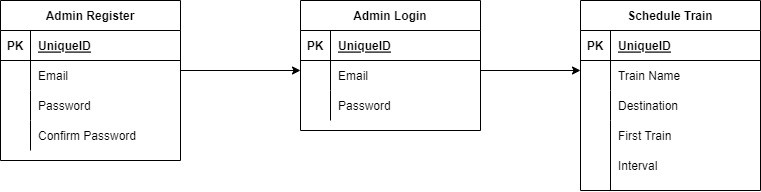 Admin Register
PK UniqueID
Email
Password
Confirm Password
Admin Login
PK UniqueID
Email
Password
Schedule Train
PK UniqueID
Train Name
Destination
First Train
Interval